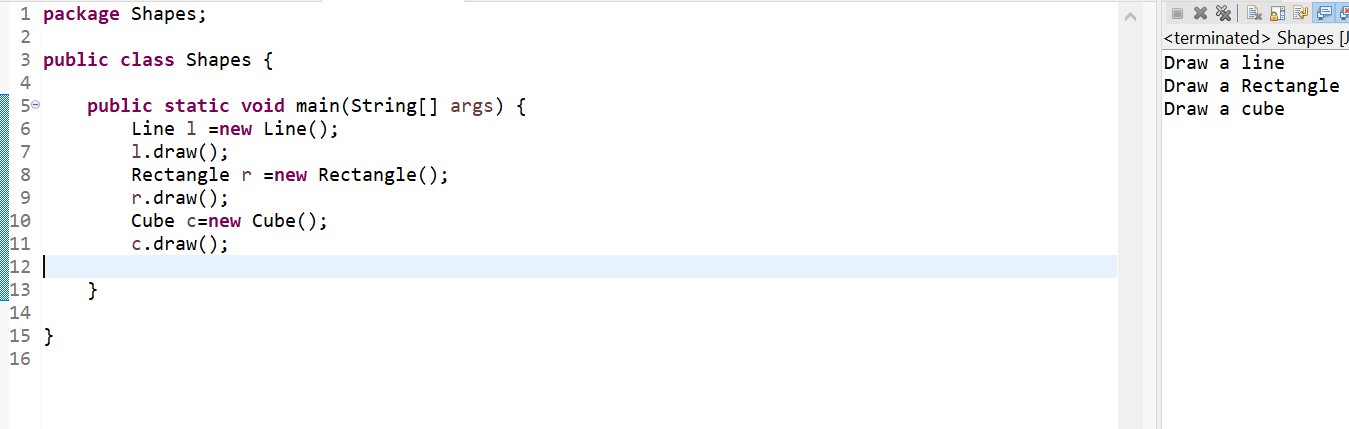 1 package Shapes;
2
3 public class Shapes {
4
5 public static void main(String[] args) {
6 Line l =new Line();
7 l.draw();
8 Rectangle r =new Rectangle();
9 r.draw();
10 Cube c=new Cube();
11 c.draw();
12
13 }
14
15 }
16
<terminated> Shapes [J
Draw a line
Draw a Rectangle
Draw a cube